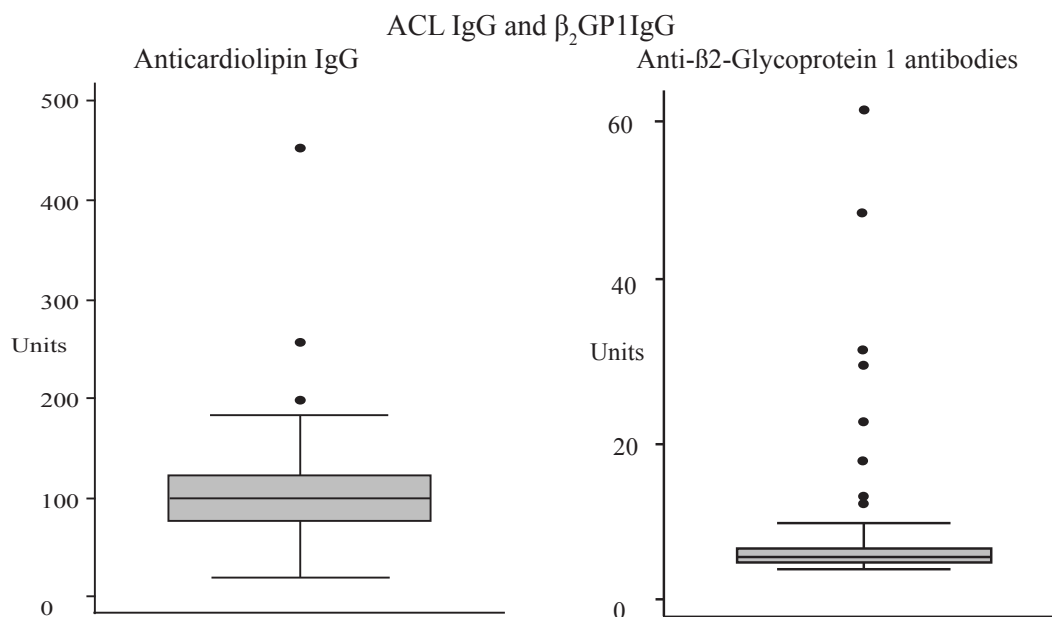 ACL IgG and β₂GP1IgG
Anticardiolipin IgG
500
400
300
Units
200
100
0
Anti-ß2-Glycoprotein 1 antibodies
60
40
Units
20
0